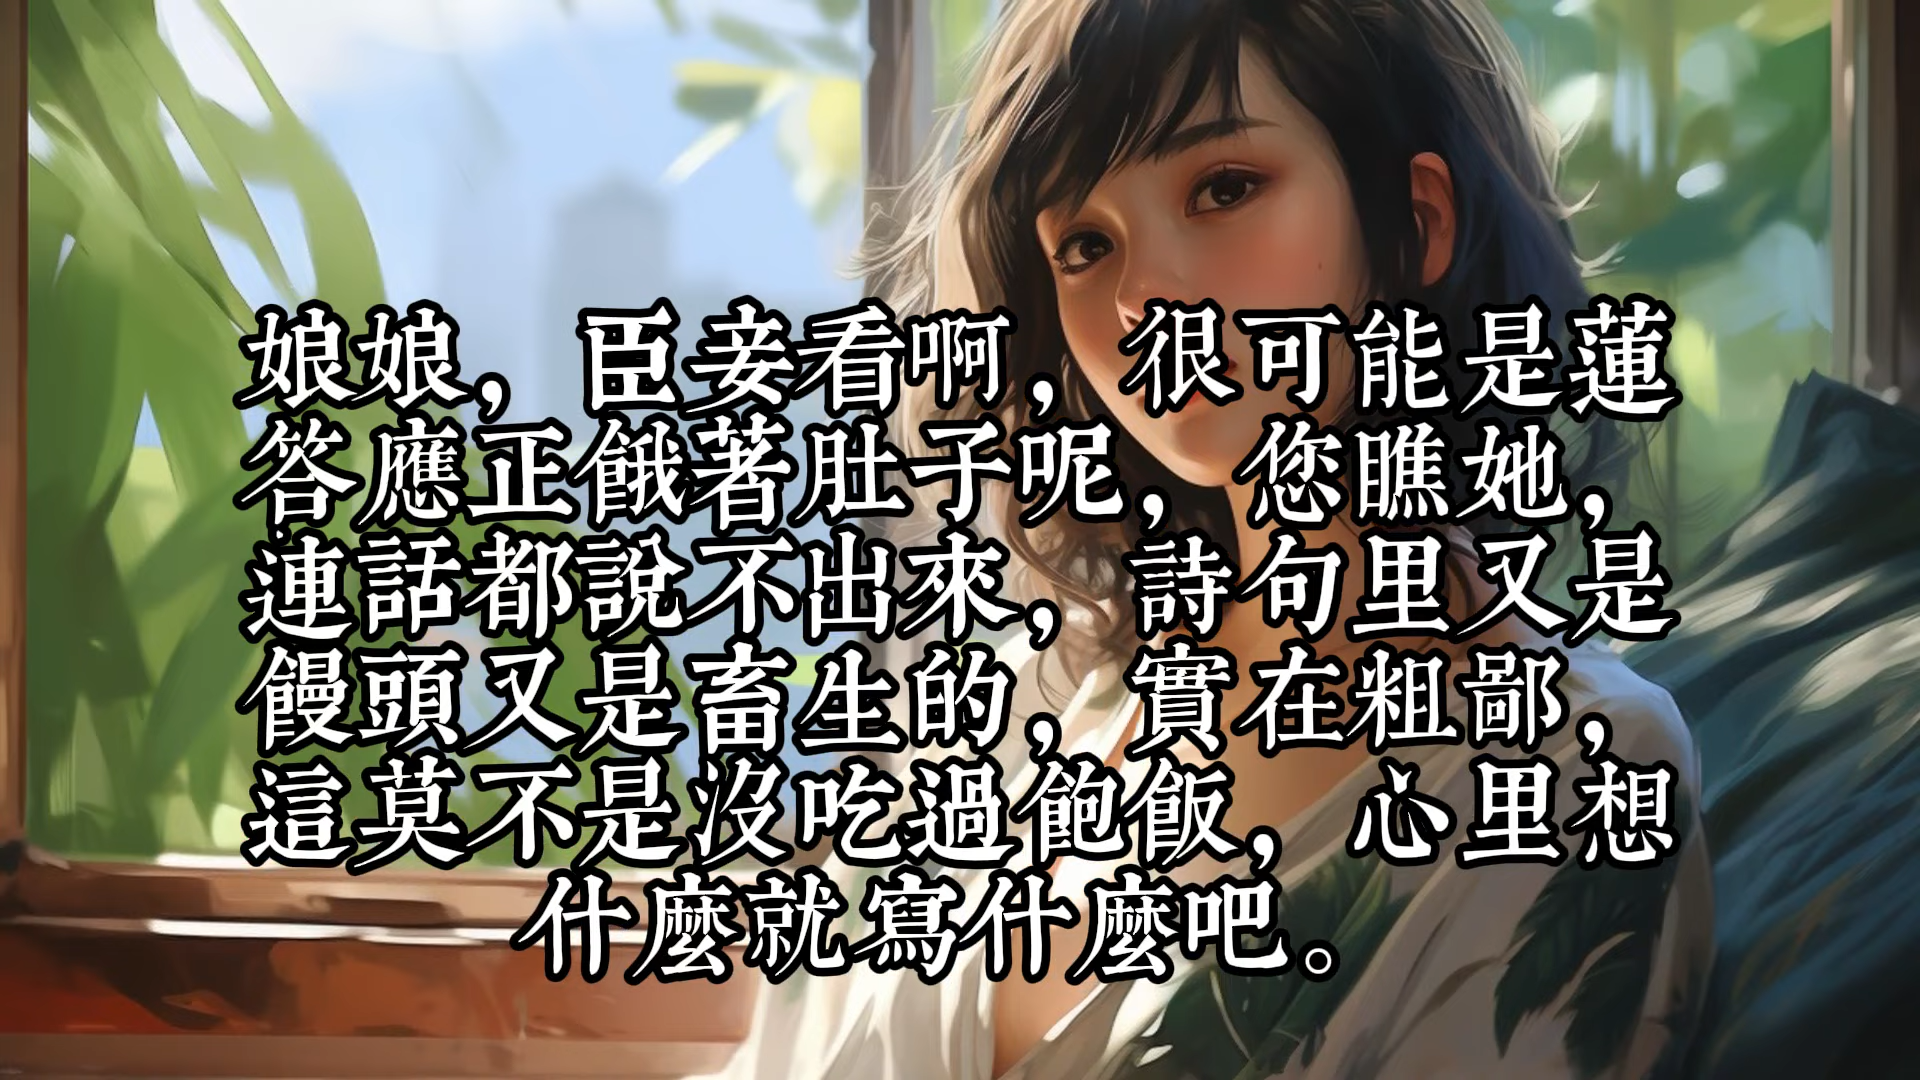 娘娘，臣妾看啊，很可能是蓮
答應正餓著肚子呢，您瞧她，
連話都說不出來，詩句里又是
饅頭又是畜生的，實在粗鄙，
這莫不是沒吃過飽飯，心里想
什麼就寫什麼吧。